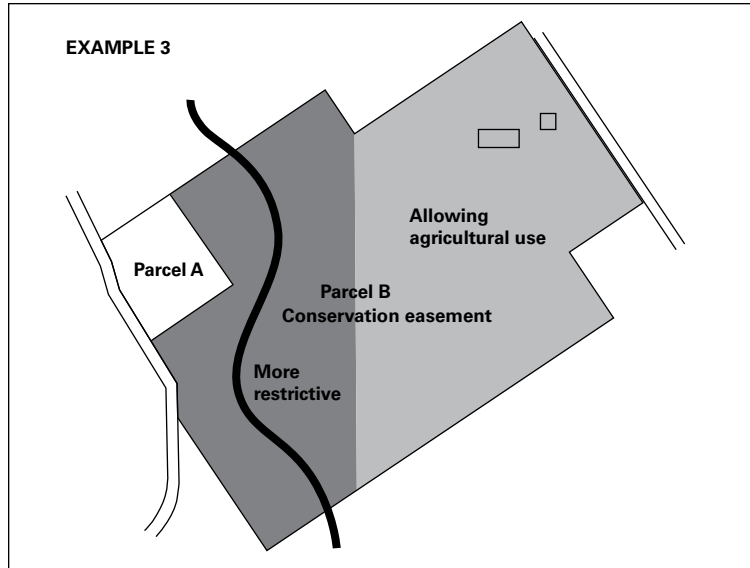 EXAMPLE 3
Allowing
agricultural use
Parcel A
Parcel B
Conservation easement
More
restrictive